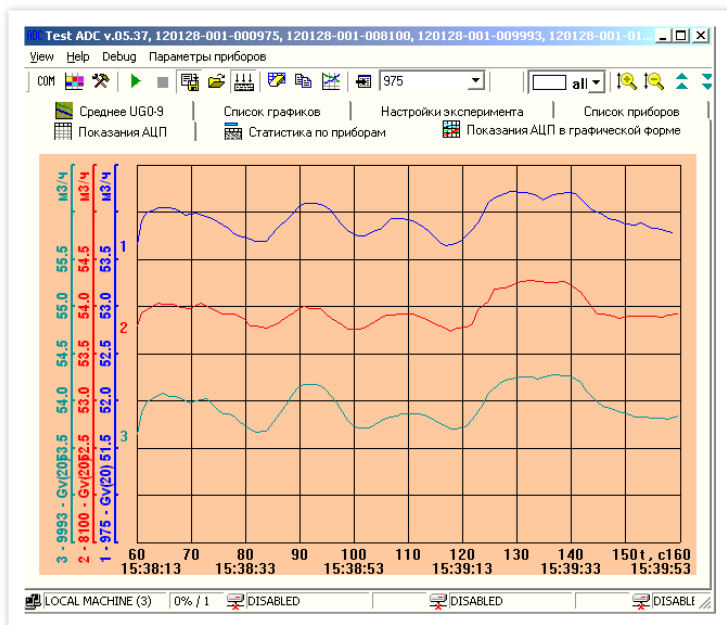 Test ADC v.05.37, 120128-001-000975, 120128-001-008100, 120128-001-009993, 120128-001-01...
View Help Debug Параметры приборов
COM 975 all
Среднее UG0-9 Список графиков Настройки эксперимента Список приборов
Показания АЦП Статистика по приборам Показания АЦП в графической форме
3 - 9993 - Gv(20) 53.5 54.0 54.5 55.0 55.5 м3/ч
2 - 8100 - Gv(20) 52.5 53.0 53.5 54.0 54.5 м3/ч
1 - 975 - Gv(20) 51.5 52.0 52.5 53.0 53.5 м3/ч
1
2
3
60 70 80 90 100 110 120 130 140 150 t, c 160
15:38:13 15:38:33 15:38:53 15:39:13 15:39:33 15:39:53
LOCAL MACHINE (3) 0% / 1 DISABLED DISABLED DISABLE